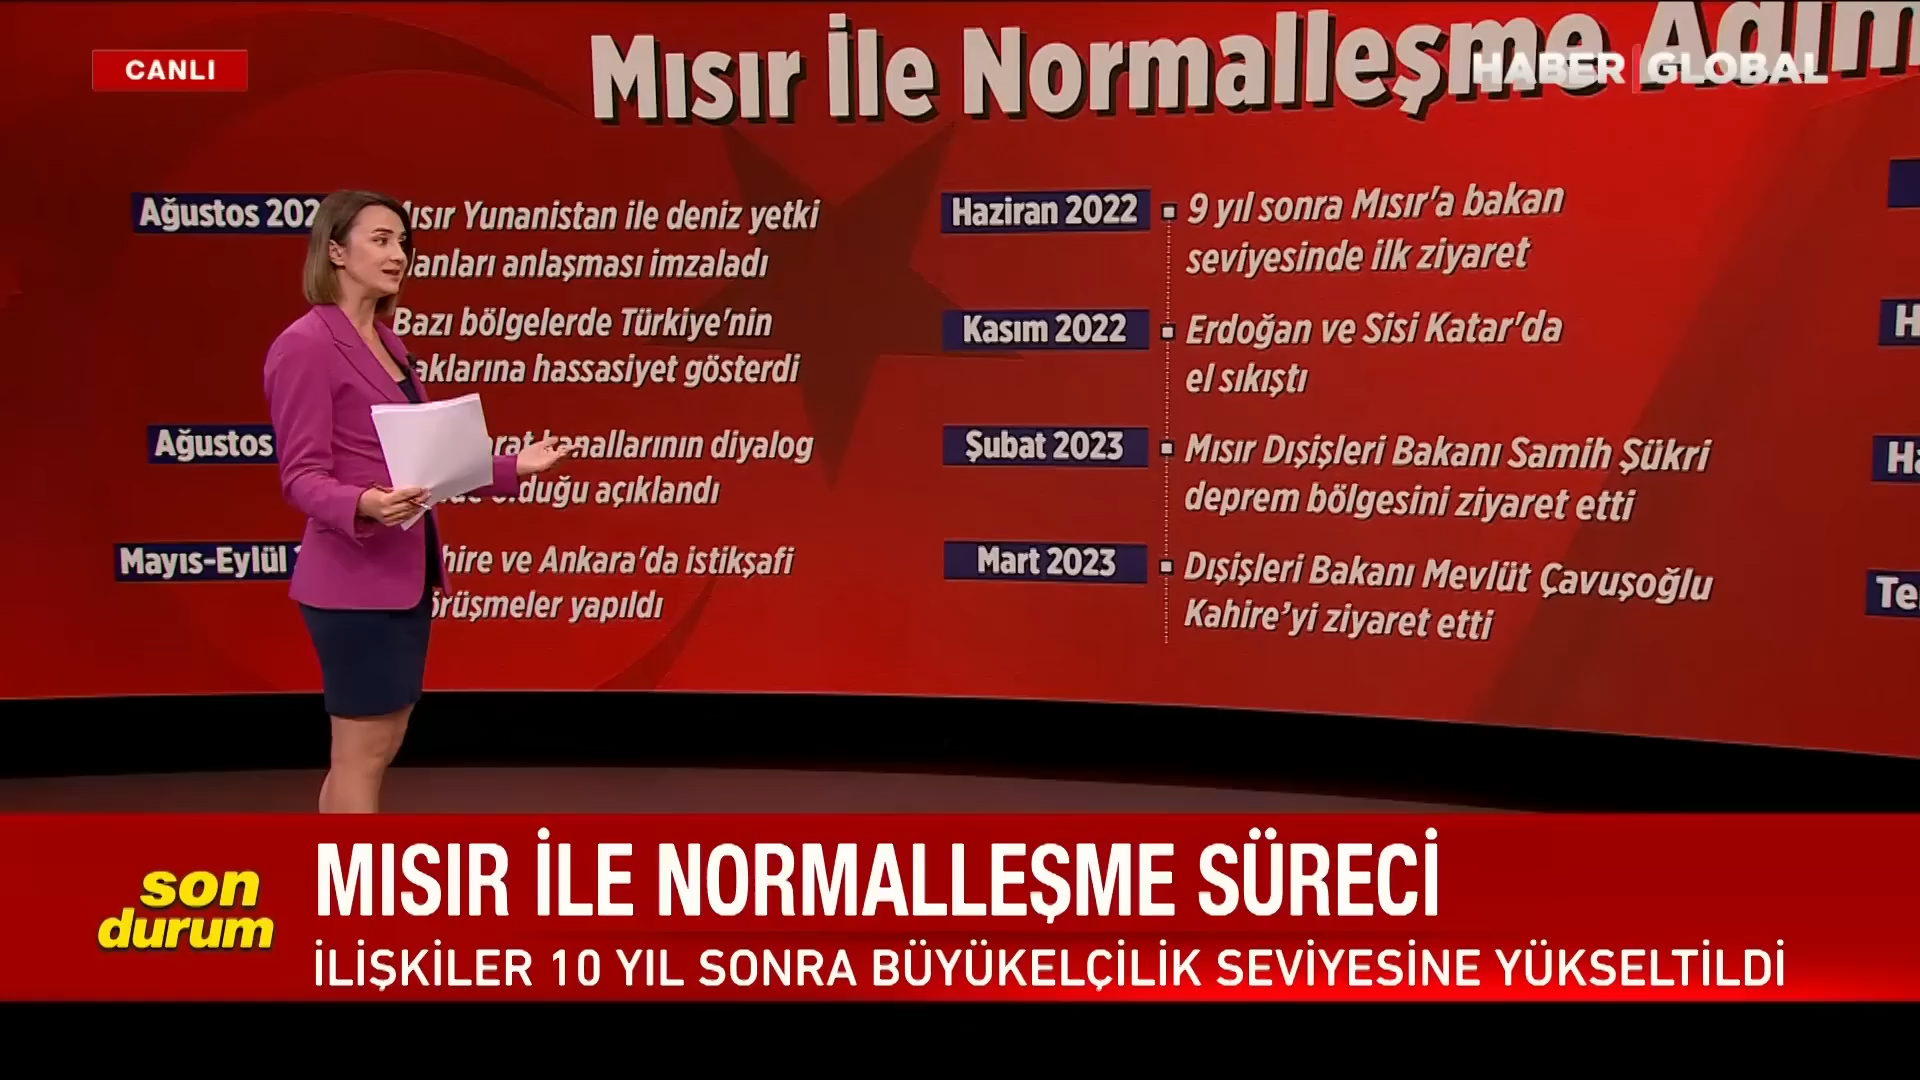 CANLI
Mısır İle Normalleşme
HABER GLOBAL
Ağustos
Mısır Yunanistan ile deniz yetki
anlaşması imzaladı
Bazı bölgelerde Türkiye'nin
hassasiyet gösterdi
Ağustos
kanallarının diyalog
olduğu açıklandı
Mayıs-Eylül
ve Ankara'da istikşafi
yapıldı
Haziran 2022
9 yıl sonra Mısır'a bakan
seviyesinde ilk ziyaret
Kasım 2022
Erdoğan ve Sisi Katar'da
el sıkıştı
Şubat 2023
Mısır Dışişleri Bakanı Samih Şükri
deprem bölgesini ziyaret etti
Mart 2023
Dışişleri Bakanı Mevlüt Çavuşoğlu
Kahire'yi ziyaret etti
son
durum
MISIR İLE NORMALLEŞME SÜRECİ
İLİŞKİLER 10 YIL SONRA BÜYÜKELÇİLİK SEVİYESİNE YÜKSELTİLDİ